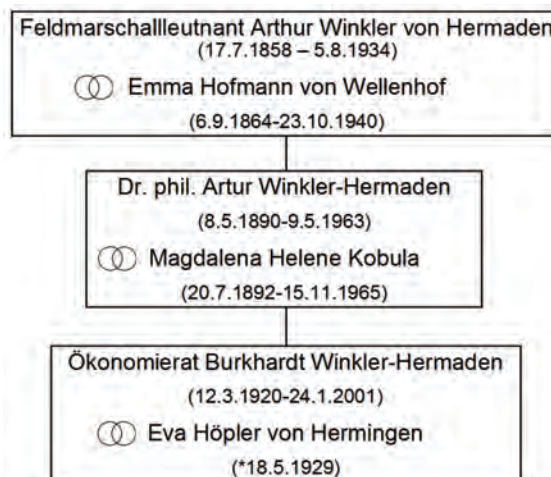 Feldmarschallleutnant Arthur Winkler von Hermaden
(17.7.1858 – 5.8.1934)
Emma Hofmann von Wellenhof
(6.9.1864-23.10.1940)
Dr. phil. Artur Winkler-Hermaden
(8.5.1890-9.5.1963)
Magdalena Helene Kobula
(20.7.1892-15.11.1965)
Ökonomierat Burkhardt Winkler-Hermaden
(12.3.1920-24.1.2001)
Eva Höpler von Hermingen
(*18.5.1929)